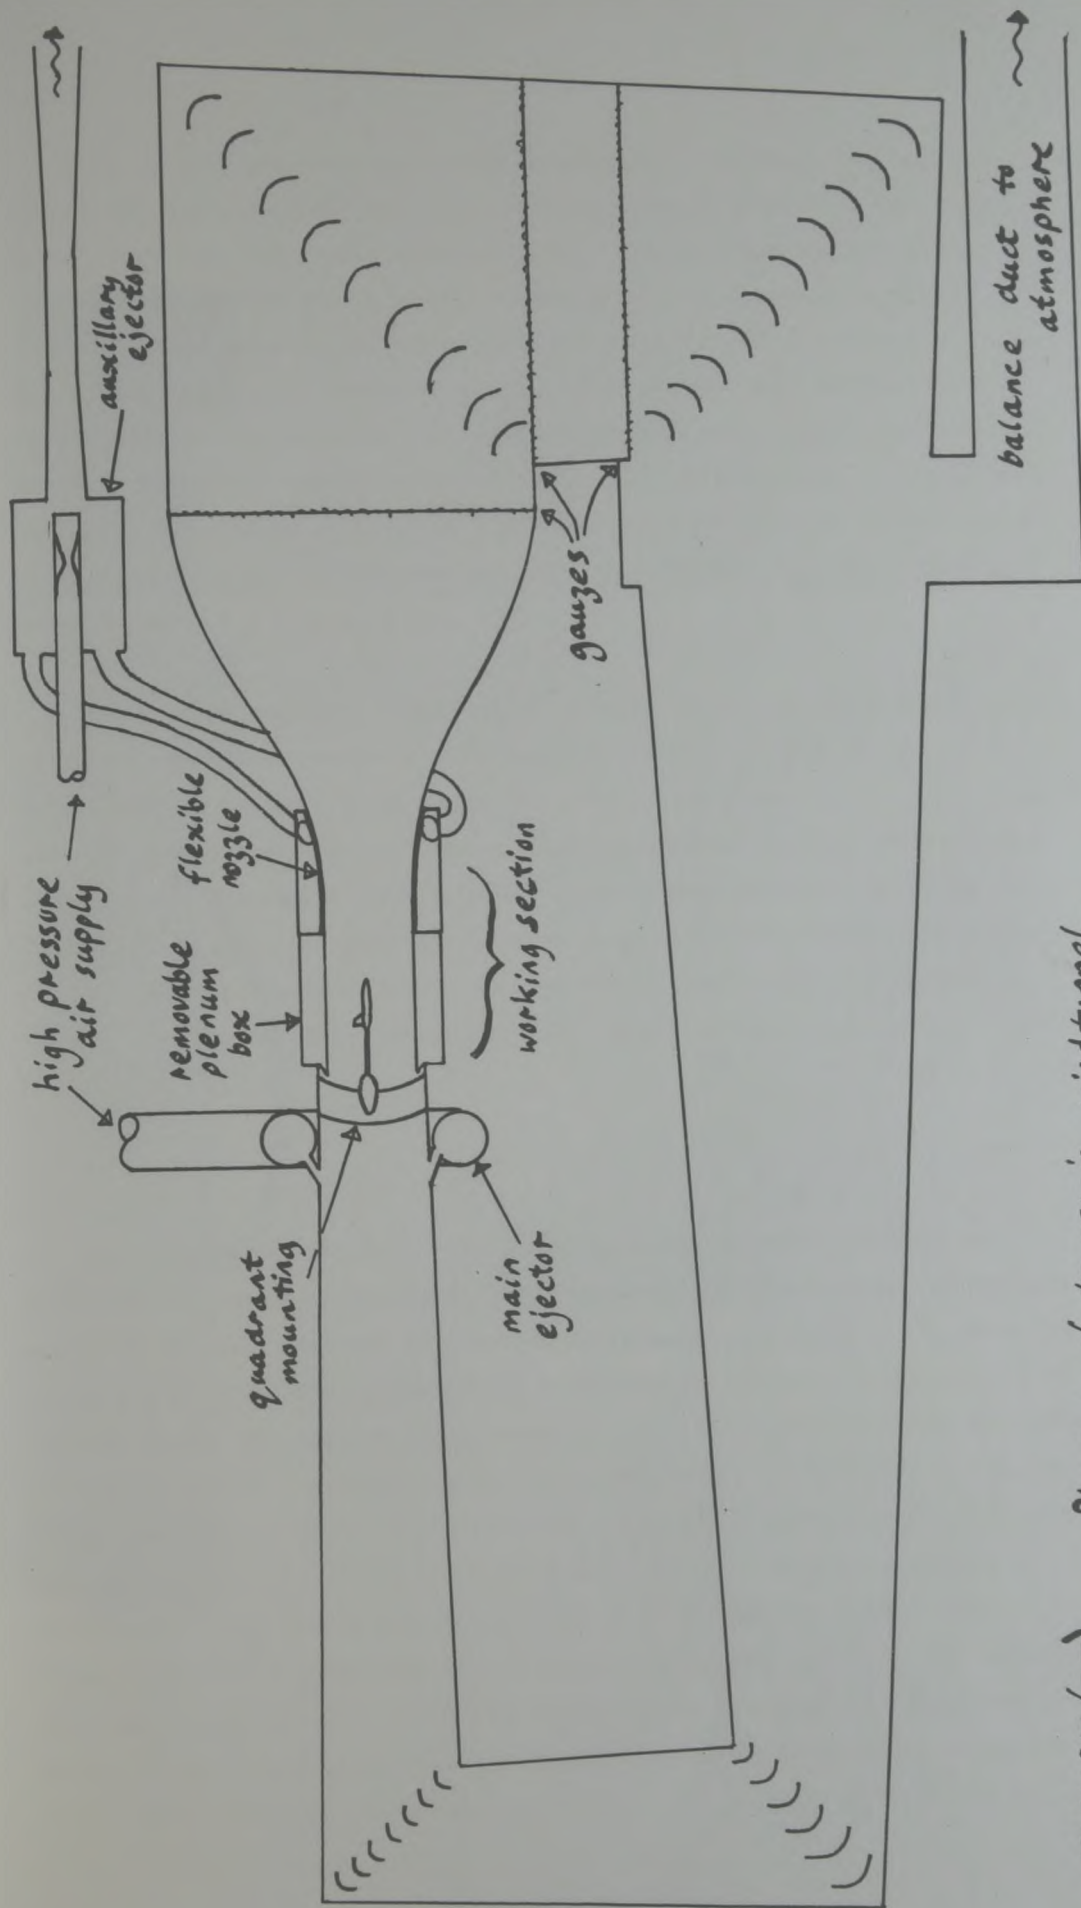 high pressure
air supply
auxillary
ejector
removable
plenum
box
flexible
nozzle
quadrant
mounting
main
ejector
working section
gauzes
balance duct to
atmosphere